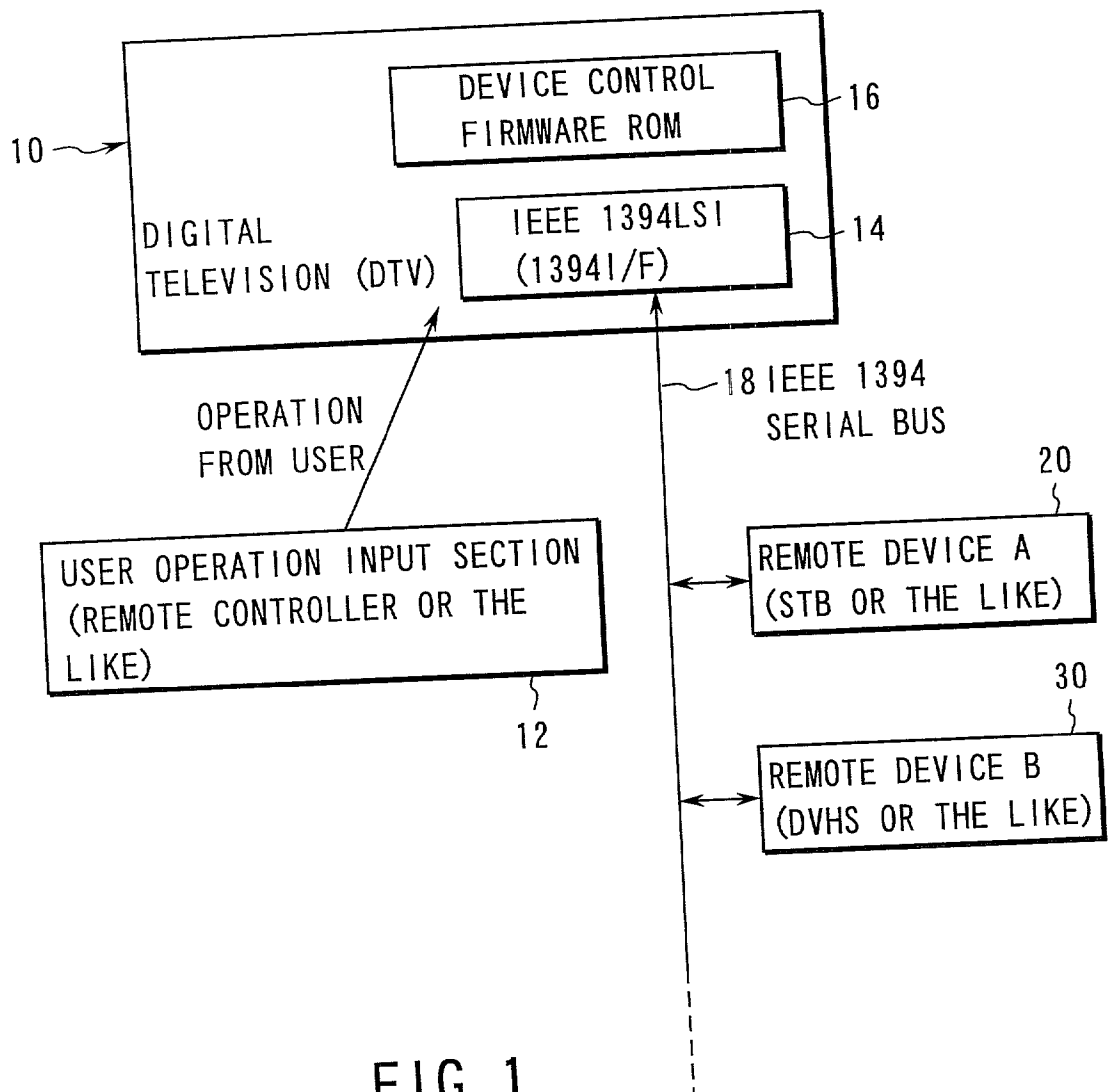 DEVICE CONTROL
FIRMWARE ROM
16
10
IEEE 1394LSI
(1394I/F)
14
DIGITAL
TELEVISION (DTV)
18 IEEE 1394
SERIAL BUS
OPERATION
FROM USER
20
REMOTE DEVICE A
(STB OR THE LIKE)
USER OPERATION INPUT SECTION
(REMOTE CONTROLLER OR THE
LIKE)
12
30
REMOTE DEVICE B
(DVHS OR THE LIKE)
FIG. 1